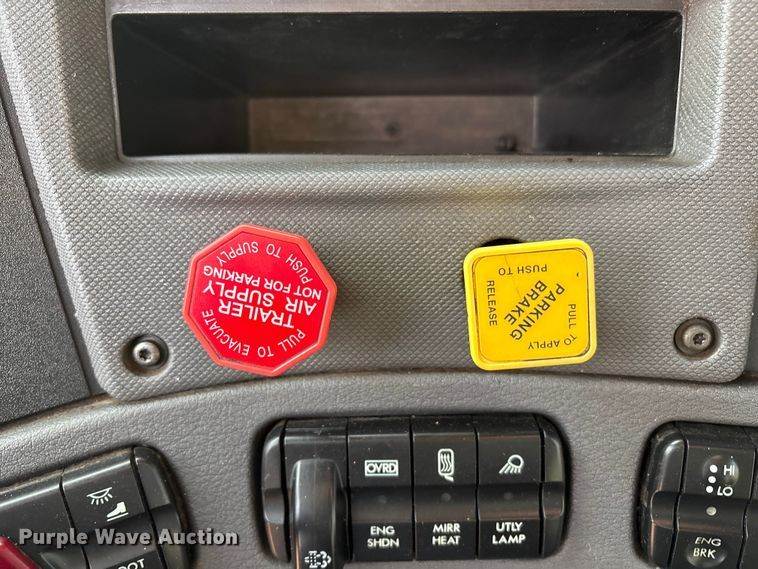 PULL TO EVACUATE
TRAILER
AIR SUPPLY
NOT FOR PARKING
PUSH TO SUPPLY
PULL TO APPLY
PARKING
BRAKE
PUSH TO
RELEASE
OVRD
ENG
SHDN
MIRR
HEAT
UTLY
LAMP
HI
LO
ENG
BRK
Purple Wave Auction